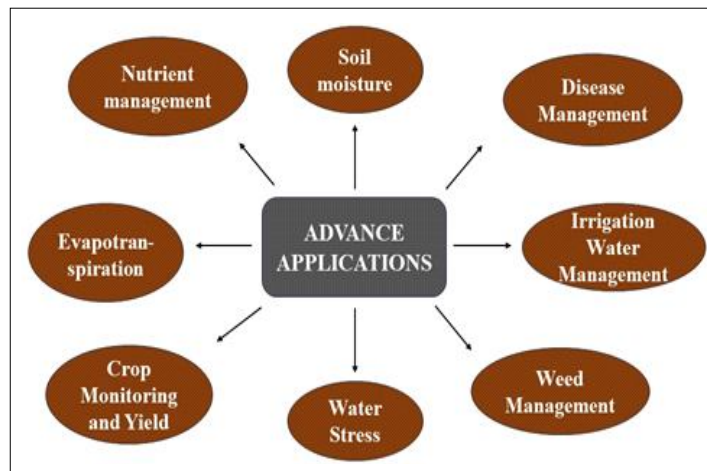 Soil
moisture
Nutrient
management
Disease
Management
Evapotran-
spiration
ADVANCE
APPLICATIONS
Irrigation
Water
Management
Crop
Monitoring
and Yield
Water
Stress
Weed
Management